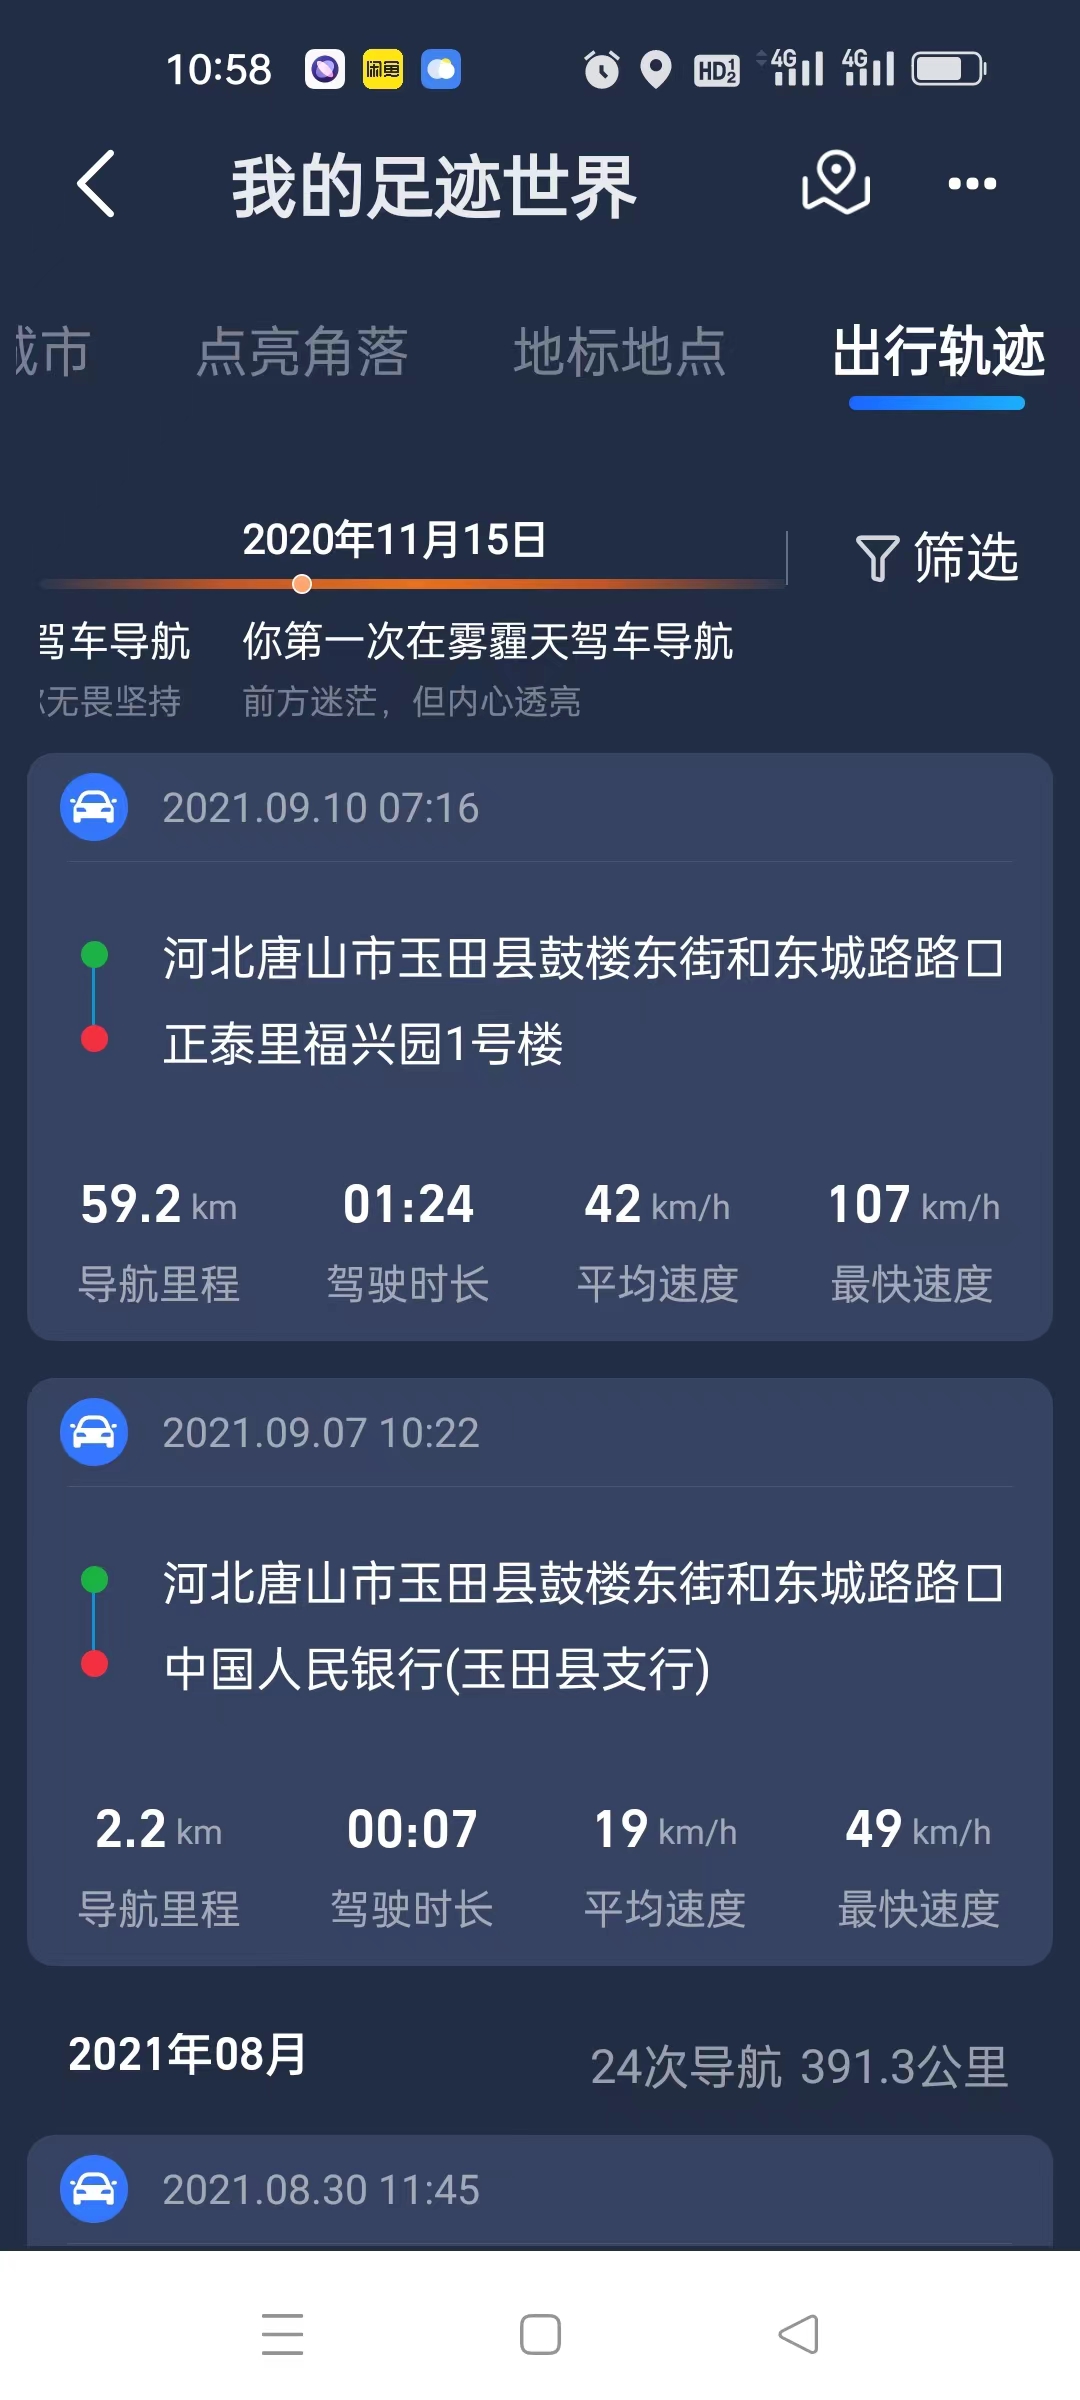 10:58 闲鱼 HD12 4G 4G
我的足迹世界
城市 点亮角落 地标地点 出行轨迹
2020年11月15日
筛选
驾车导航 你第一次在雾霾天驾车导航
无畏坚持 前方迷茫，但内心透亮
2021.09.10 07:16
河北唐山市玉田县鼓楼东街和东城路路口
正泰里福兴园1号楼
59.2 km 01:24 42 km/h 107 km/h
导航里程 驾驶时长 平均速度 最快速度
2021.09.07 10:22
河北唐山市玉田县鼓楼东街和东城路路口
中国人民银行(玉田县支行)
2.2 km 00:07 19 km/h 49 km/h
导航里程 驾驶时长 平均速度 最快速度
2021年08月 24次导航 391.3公里
2021.08.30 11:45